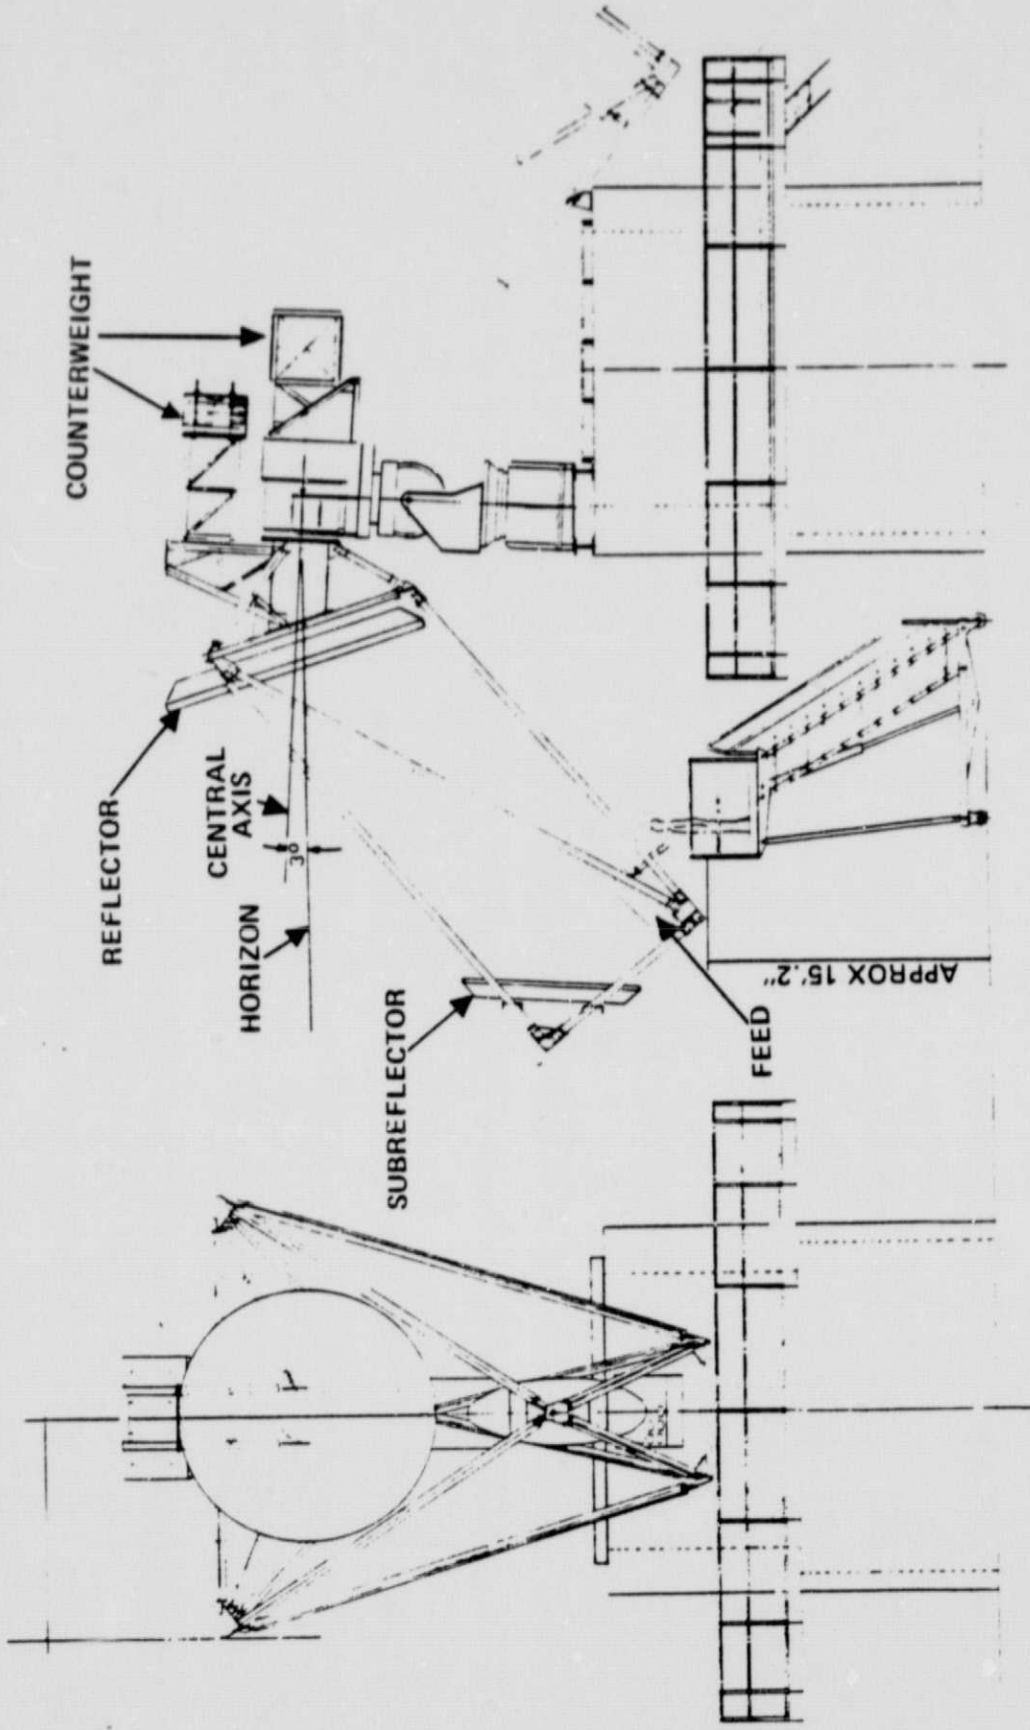 COUNTERWEIGHT
REFLECTOR
CENTRAL
AXIS
3°
HORIZON
SUBREFLECTOR
FEED
APPROX 15'.2"